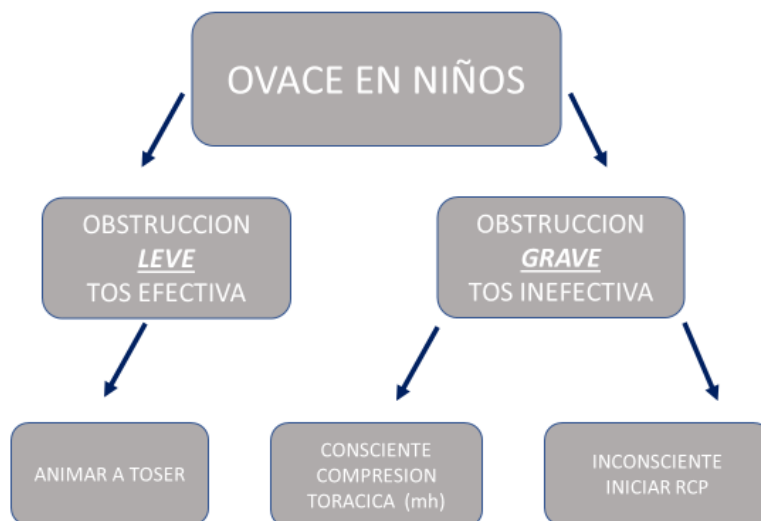 OVACE EN NIÑOS
OBSTRUCCION
LEVE
TOS EFECTIVA
OBSTRUCCION
GRAVE
TOS INEFECTIVA
ANIMAR A TOSER
CONSCIENTE
COMPRESION
TORACICA (mh)
INCONSCIENTE
INICIAR RCP